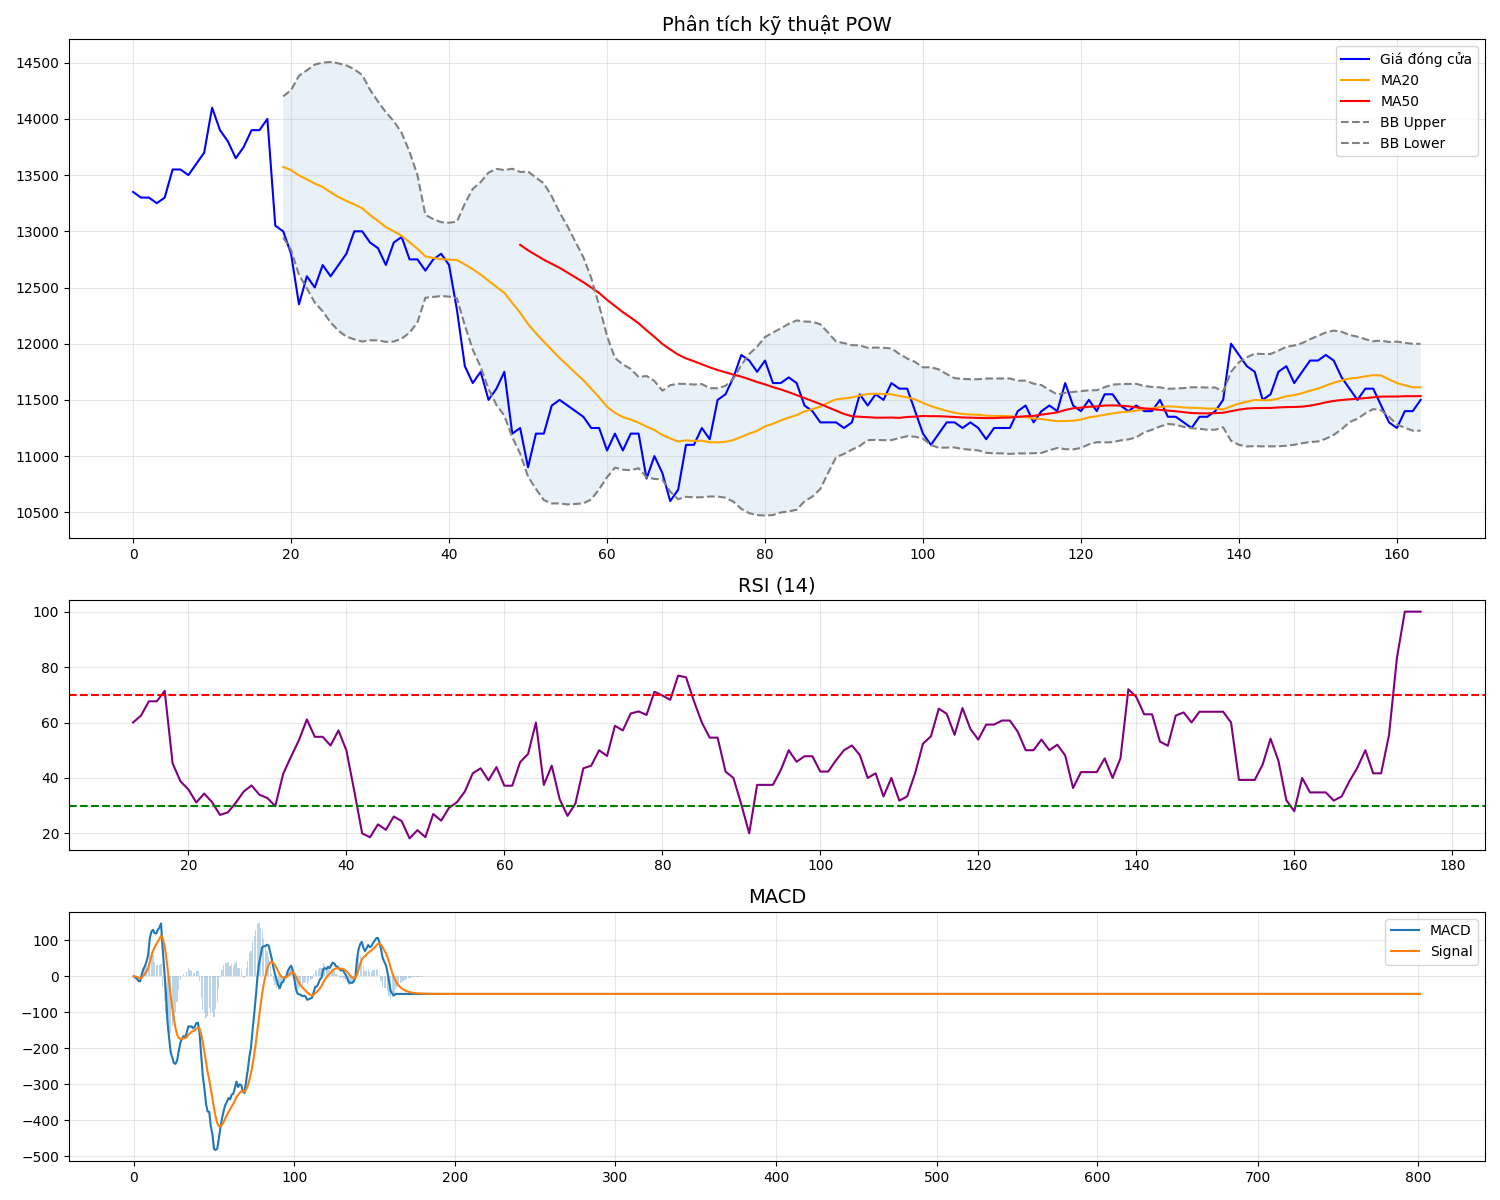 Phân tích kỹ thuật POW
14500
14000
13500
13000
12500
12000
11500
11000
10500
Giá đóng cửa
MA20
MA50
BB Upper
BB Lower
0 20 40 60 80 100 120 140 160
RSI (14)
100
80
60
40
20
20 40 60 80 100 120 140 160 180
MACD
100
0
−100
−200
−300
−400
−500
MACD
Signal
0 100 200 300 400 500 600 700 800